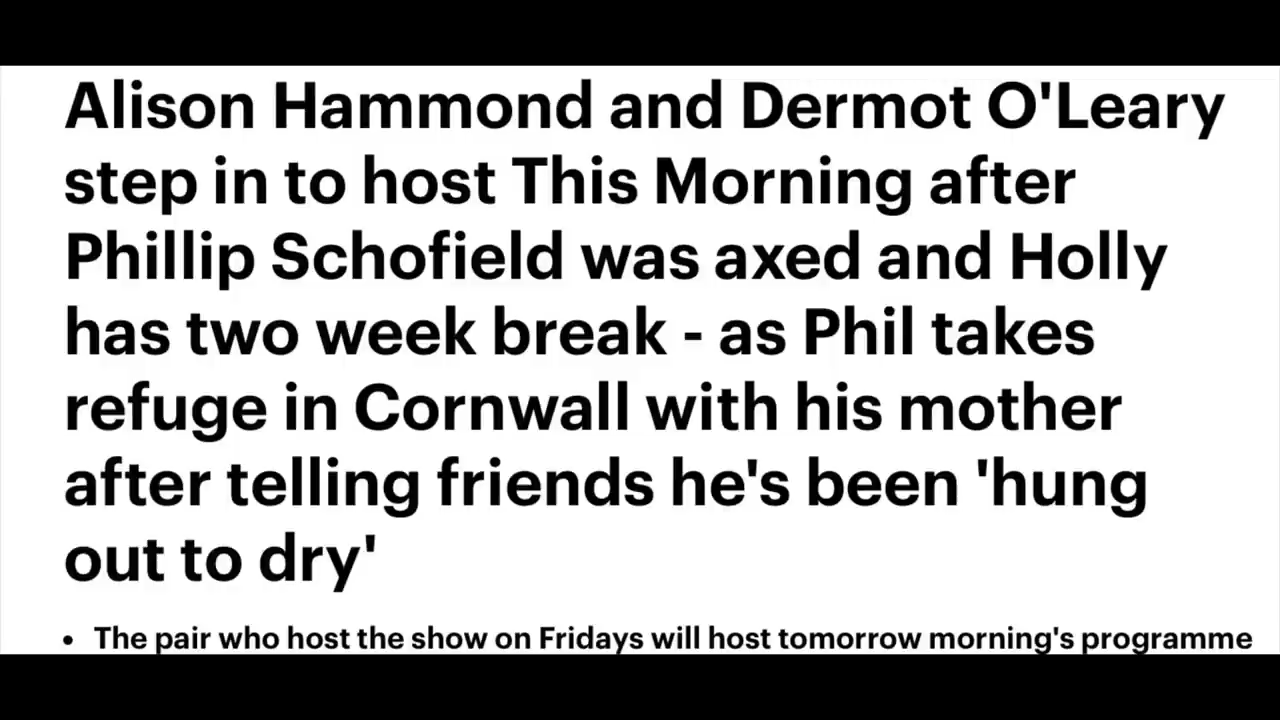 Alison Hammond and Dermot O'Leary
step in to host This Morning after
Phillip Schofield was axed and Holly
has two week break - as Phil takes
refuge in Cornwall with his mother
after telling friends he's been 'hung
out to dry'
• The pair who host the show on Fridays will host tomorrow morning's programme